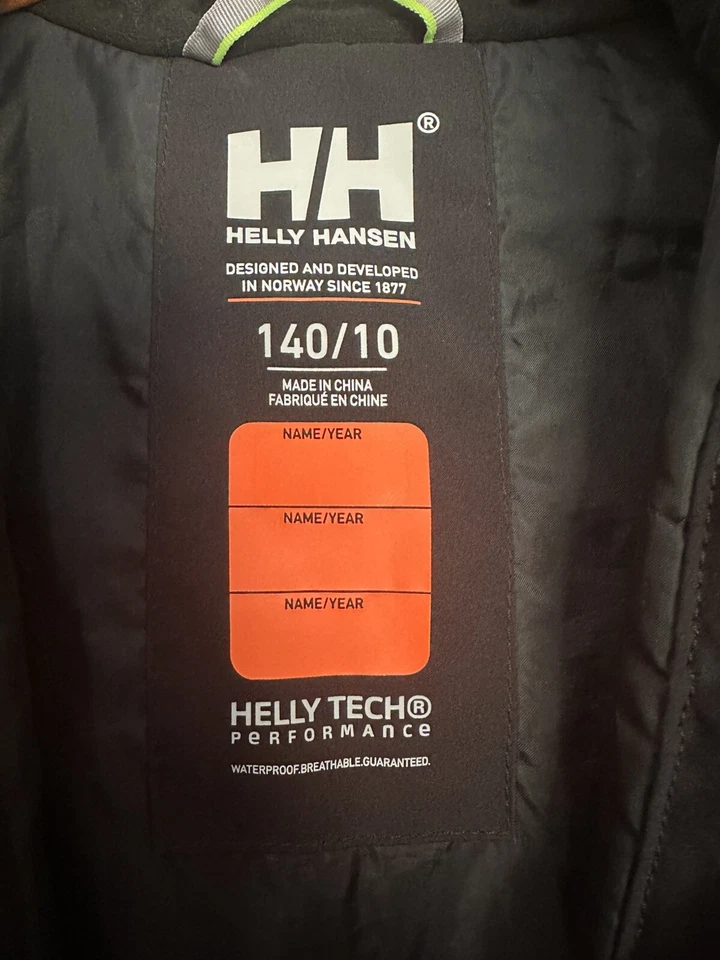 HH®
HELLY HANSEN
DESIGNED AND DEVELOPED
IN NORWAY SINCE 1877
140/10
MADE IN CHINA
FABRIQUÉ EN CHINE
NAME/YEAR
NAME/YEAR
NAME/YEAR
HELLY TECH®
PeRFORMANce
WATERPROOF.BREATHABLE.GUARANTEED.